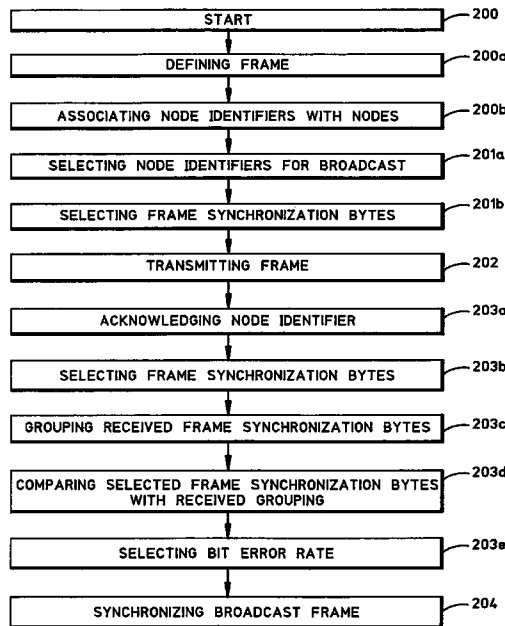 START
200
DEFINING FRAME
200a
ASSOCIATING NODE IDENTIFIERS WITH NODES
200b
SELECTING NODE IDENTIFIERS FOR BROADCAST
201a
SELECTING FRAME SYNCHRONIZATION BYTES
201b
TRANSMITTING FRAME
202
ACKNOWLEDGING NODE IDENTIFIER
203a
SELECTING FRAME SYNCHRONIZATION BYTES
203b
GROUPING RECEIVED FRAME SYNCHRONIZATION BYTES
203c
COMPARING SELECTED FRAME SYNCHRONIZATION BYTES
WITH RECEIVED GROUPING
203d
SELECTING BIT ERROR RATE
203e
SYNCHRONIZING BROADCAST FRAME
204